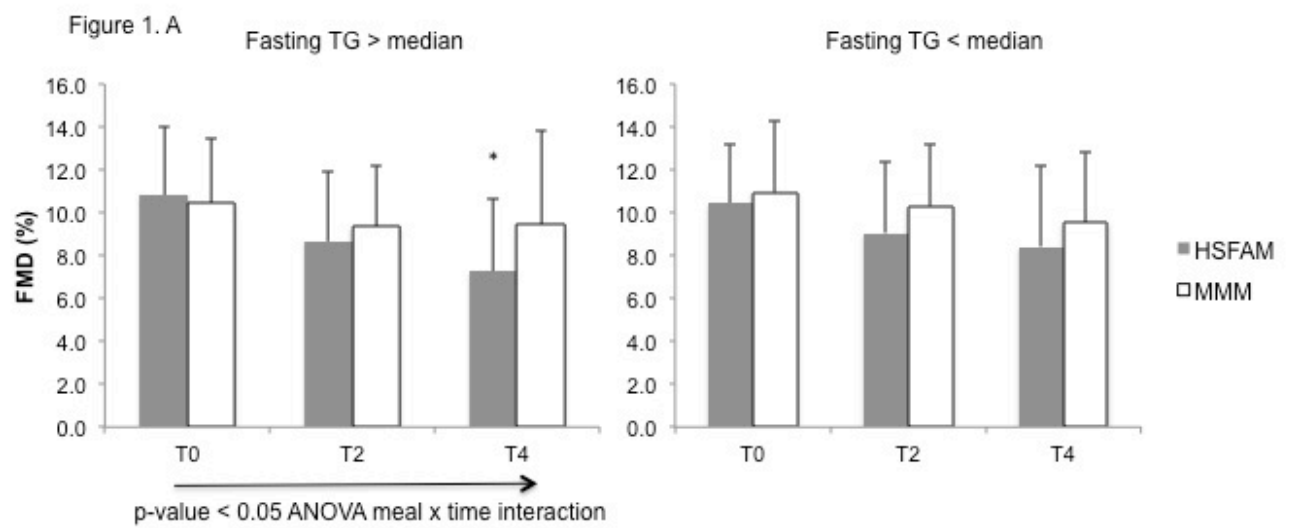 Figure 1. A
Fasting TG > median
Fasting TG < median
FMD (%)
16.0
14.0
12.0
10.0
8.0
6.0
4.0
2.0
0.0
*
T0
T2
T4
16.0
14.0
12.0
10.0
8.0
6.0
4.0
2.0
0.0
T0
T2
T4
HSFAM
MMM
p-value < 0.05 ANOVA meal x time interaction